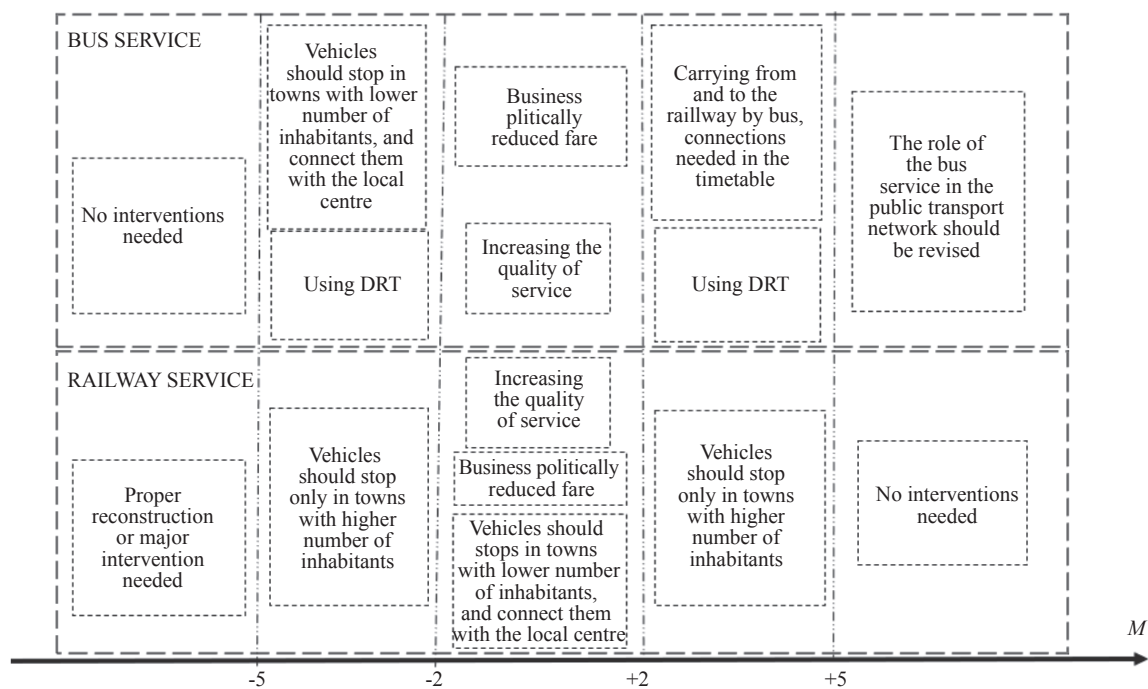 BUS SERVICE
No interventions
needed
Vehicles
should stop in
towns with lower
number of
inhabitants, and
connect them
with the local
centre
Using DRT
Business
plitically
reduced fare
Increasing the
quality of
service
Carrying from
and to the
raillway by bus,
connections
needed in the
timetable
Using DRT
The role of
the bus
service in the
public transport
network should
be revised
RAILWAY SERVICE
Proper
reconstruction
or major
intervention
needed
Vehicles
should stop
only in towns
with higher
number of
inhabitants
Increasing
the quality
of service
Business politically
reduced fare
Vehicles should
stops in towns
with lower number
of inhabitants,
and connect them
with the local centre
Vehicles
should stop
only in towns
with higher
number of
inhabitants
No interventions
needed
M
-5
-2
+2
+5